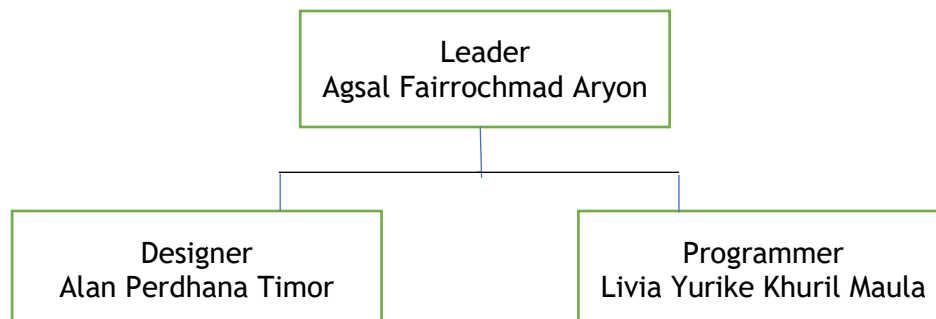 Leader
Agsal Fairrochmad Aryon
Designer
Alan Perdhana Timor
Programmer
Livia Yurike Khuril Maula